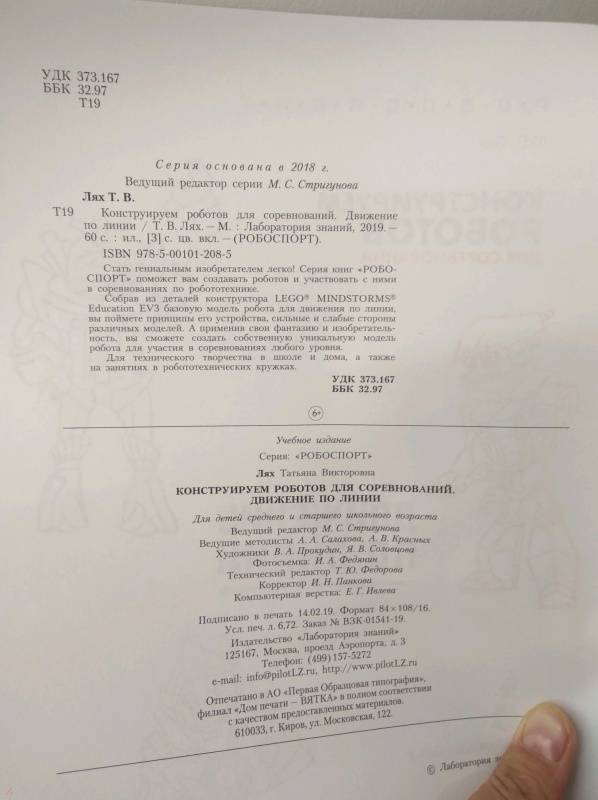 УДК 373.167
ББК 32.97
Т19
Серия основана в 2018 г.
Ведущий редактор серии М. С. Стригунова
Лях Т. В.
Т19 Конструируем роботов для соревнований. Движение
по линии / Т. В. Лях. — М. : Лаборатория знаний, 2019. —
60 с. : ил., [3] с. цв. вкл. — (РОБОСПОРТ).
ISBN 978-5-00101-208-5
Стать гениальным изобретателем легко! Серия книг «РОБО-
СПОРТ» поможет вам создавать роботов и участвовать с ними
в соревнованиях по робототехнике.
Собрав из деталей конструктора LEGO® MINDSTORMS®
Education EV3 базовую модель робота для движения по линии,
вы поймете принципы его устройства, сильные и слабые стороны
различных моделей. А применив свои фантазию и изобретатель-
ность, вы сможете создать собственную уникальную модель
робота для участия в соревнованиях любого уровня.
Для технического творчества в школе и дома, а также
на занятиях в робототехнических кружках.
УДК 373.167
ББК 32.97
6+
Учебное издание
Серия: «РОБОСПОРТ»
Лях Татьяна Викторовна
КОНСТРУИРУЕМ РОБОТОВ ДЛЯ СОРЕВНОВАНИЙ.
ДВИЖЕНИЕ ПО ЛИНИИ
Для детей среднего и старшего школьного возраста
Ведущий редактор М. С. Стригунова
Ведущие методисты А. А. Салахова, А. В. Красных
Художники В. А. Прокудин, Я. В. Соловцова
Фотосъемка: И. А. Федянин
Технический редактор Т. Ю. Федорова
Корректор И. Н. Панкова
Компьютерная верстка: Е. Г. Ивлева
Подписано в печать 14.02.19. Формат 84×108/16.
Усл. печ. л. 6,72. Заказ № ВЗК-01541-19.
Издательство «Лаборатория знаний»
125167, Москва, проезд Аэропорта, д. 3
Телефон: (499) 157-5272
e-mail: info@pilotLZ.ru, http://www.pilotLZ.ru
Отпечатано в АО «Первая Образцовая типография»,
филиал «Дом печати — ВЯТКА» в полном соответствии
с качеством предоставленных материалов.
610033, г. Киров, ул. Московская, 122.
© Лаборатория